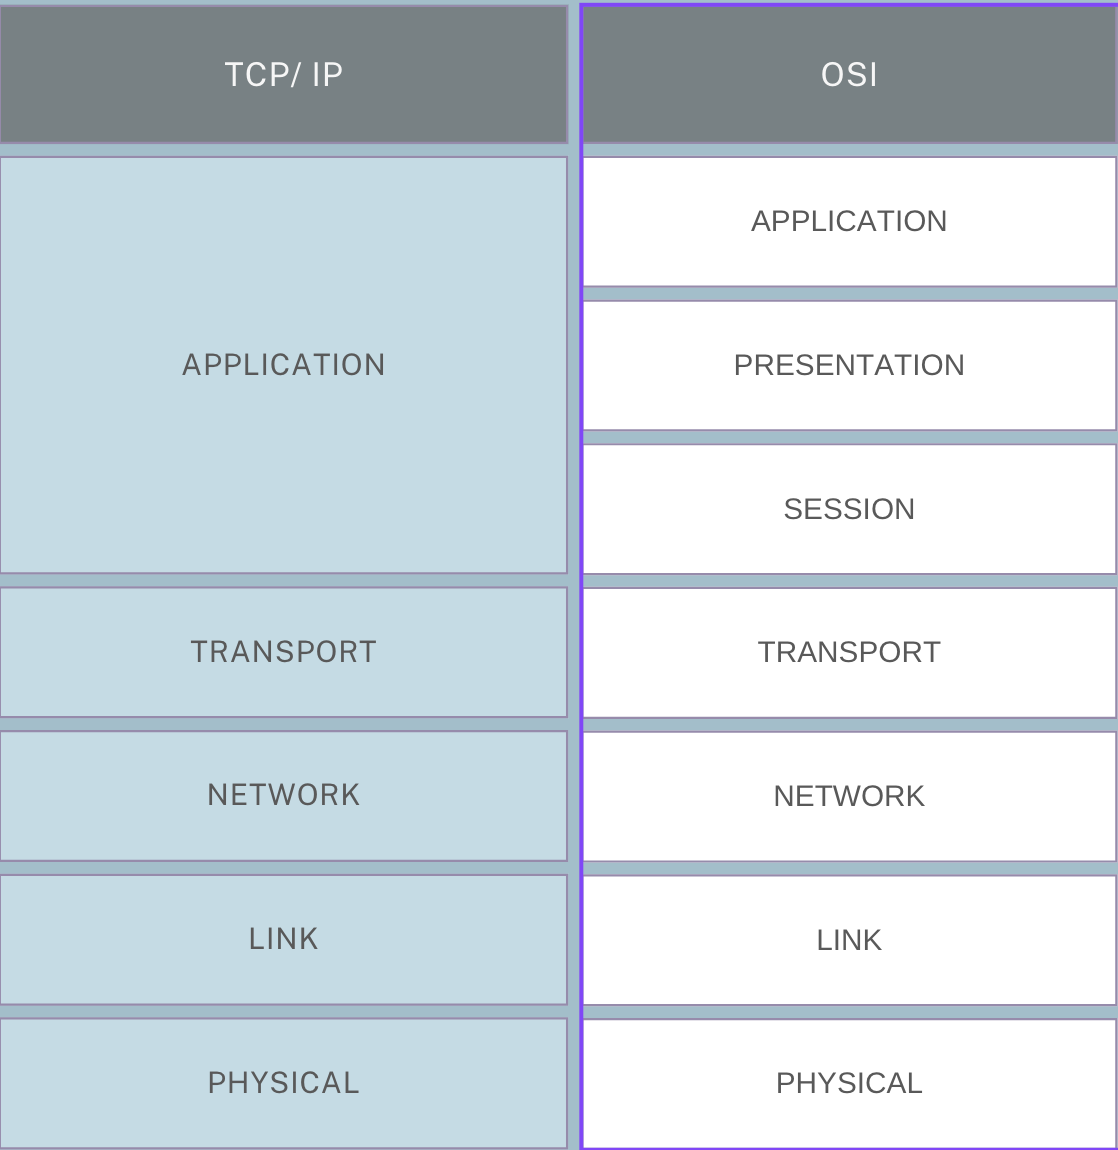 TCP/ IP
OSI
APPLICATION
APPLICATION
PRESENTATION
SESSION
TRANSPORT
TRANSPORT
NETWORK
NETWORK
LINK
LINK
PHYSICAL
PHYSICAL